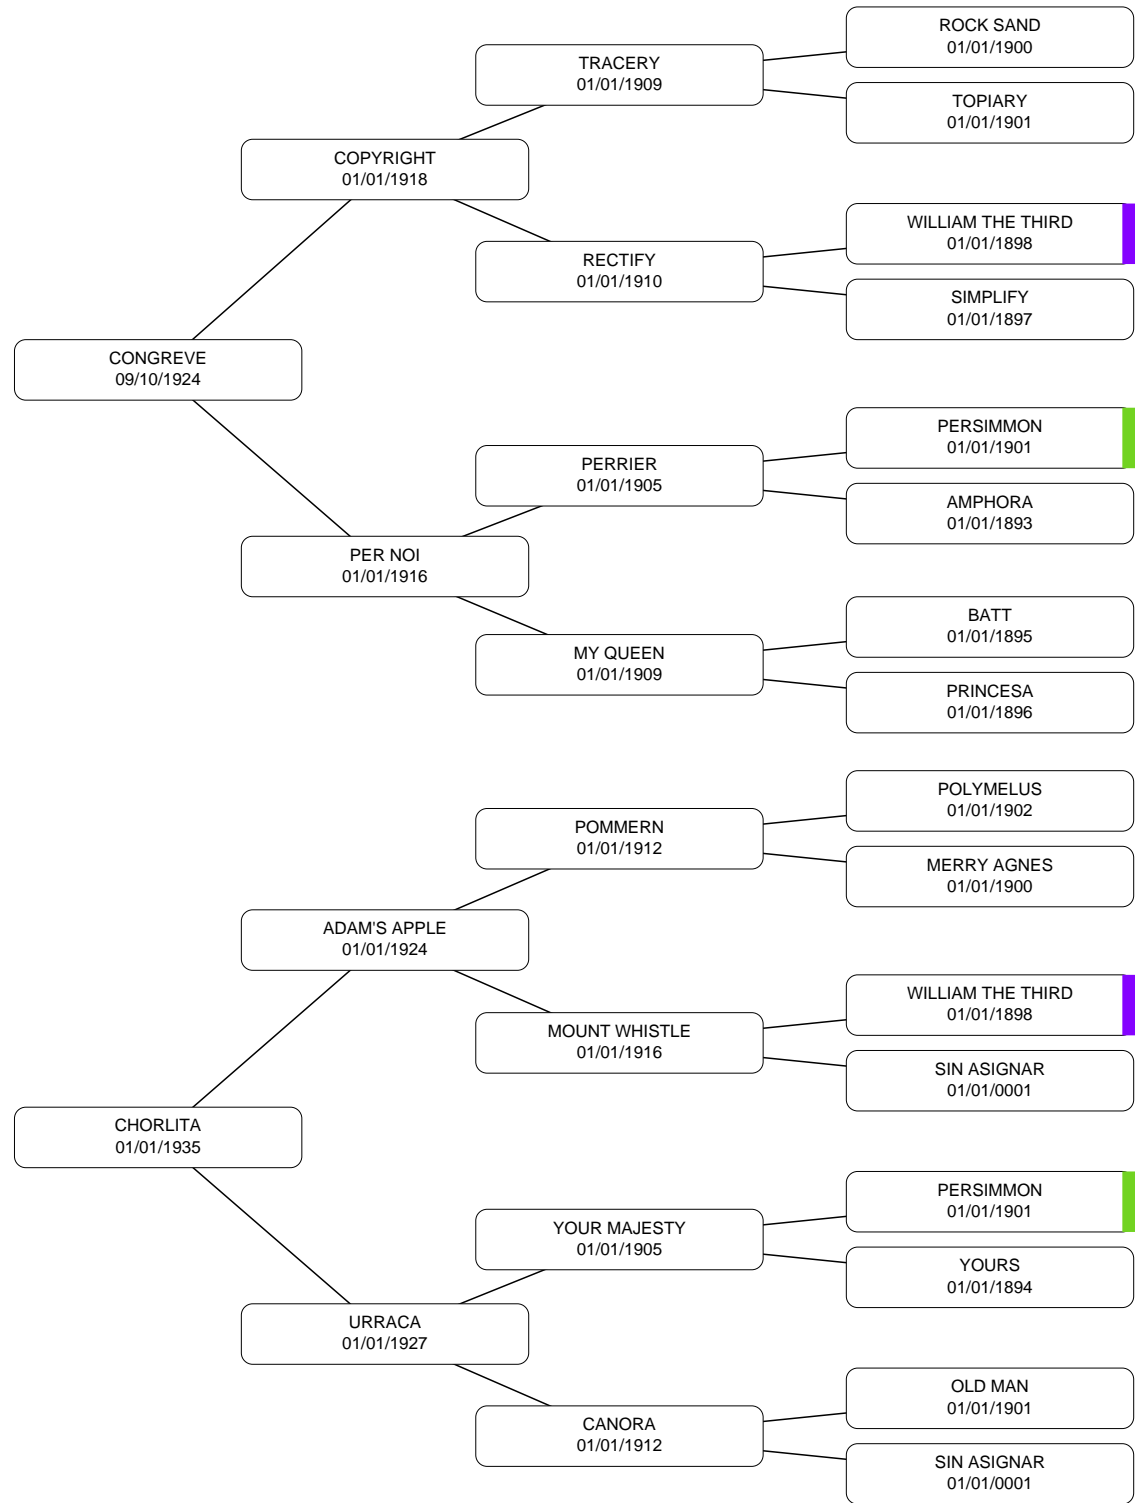 ROCK SAND
01/01/1900
TRACERY
01/01/1909
TOPIARY
01/01/1901
COPYRIGHT
01/01/1918
WILLIAM THE THIRD
01/01/1898
RECTIFY
01/01/1910
SIMPLIFY
01/01/1897
CONGREVE
09/10/1924
PERSIMMON
01/01/1901
PERRIER
01/01/1905
AMPHORA
01/01/1893
PER NOI
01/01/1916
BATT
01/01/1895
MY QUEEN
01/01/1909
PRINCESA
01/01/1896
POLYMELUS
01/01/1902
POMMERN
01/01/1912
MERRY AGNES
01/01/1900
ADAM'S APPLE
01/01/1924
WILLIAM THE THIRD
01/01/1898
MOUNT WHISTLE
01/01/1916
SIN ASIGNAR
01/01/0001
CHORLITA
01/01/1935
PERSIMMON
01/01/1901
YOUR MAJESTY
01/01/1905
YOURS
01/01/1894
URRACA
01/01/1927
OLD MAN
01/01/1901
CANORA
01/01/1912
SIN ASIGNAR
01/01/0001